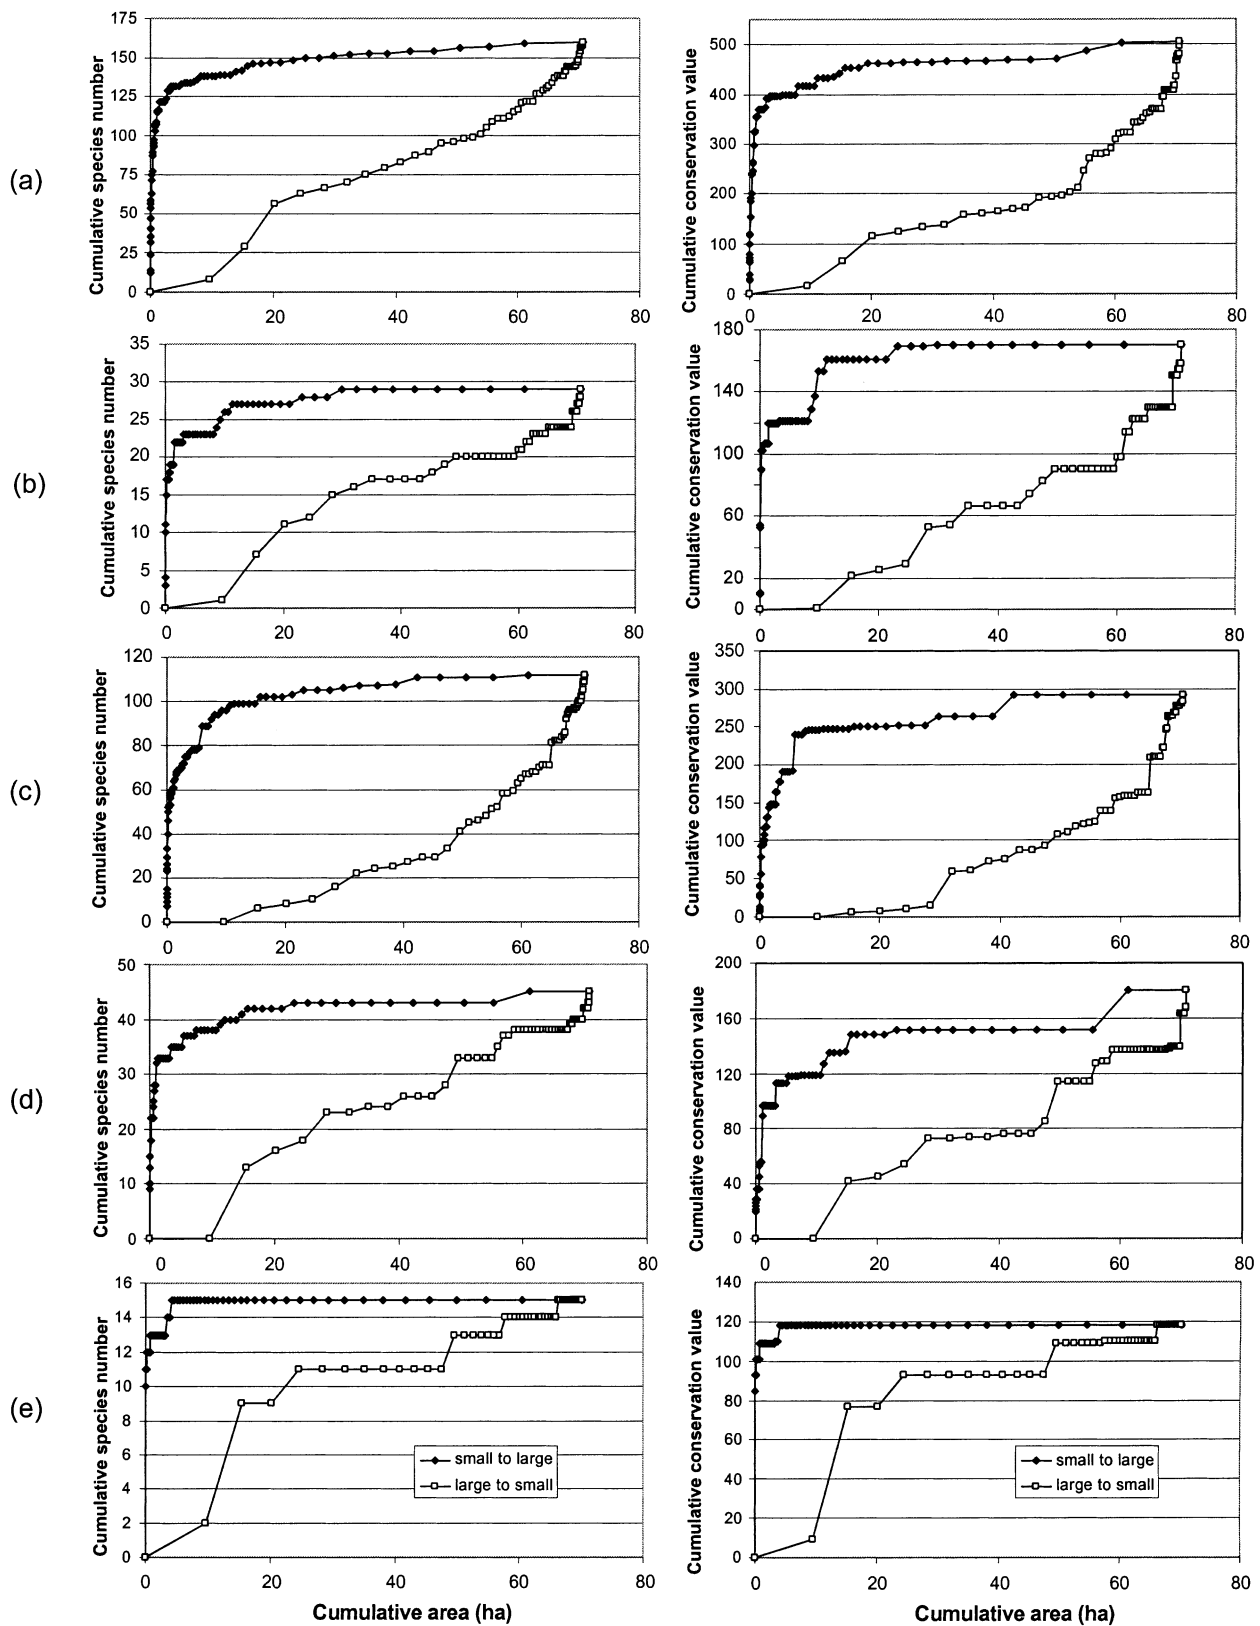 (a)
Cumulative species number
175
150
125
100
75
50
25
0
0 20 40 60 80
Cumulative conservation value
500
400
300
200
100
0
0 20 40 60 80
(b)
Cumulative species number
35
30
25
20
15
10
5
0
0 20 40 60 80
Cumulative conservation value
180
140
100
60
20
0
0 20 40 60 80
(c)
Cumulative species number
120
100
80
60
40
20
0
0 20 40 60 80
Cumulative conservation value
350
300
250
200
150
100
50
0
0 20 40 60 80
(d)
Cumulative species number
50
40
30
20
10
0
0 20 40 60 80
Cumulative conservation value
200
160
120
80
40
0
0 20 40 60 80
(e)
Cumulative species number
16
14
12
10
8
6
4
2
0
0 20 40 60 80
small to large
large to small
Cumulative area (ha)
Cumulative conservation value
140
120
100
80
60
40
20
0
0 20 40 60 80
small to large
large to small
Cumulative area (ha)